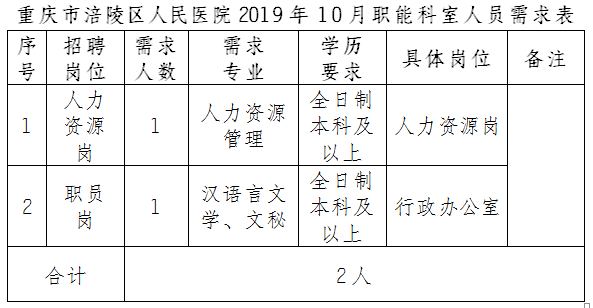 重庆市涪陵区人民医院2019年10月职能科室人员需求表
序号 招聘岗位 需求人数 需求专业 学历要求 具体岗位 备注
1 人力资源岗 1 人力资源管理 全日制本科及以上 人力资源岗
2 职员岗 1 汉语言文学、文秘 全日制本科及以上 行政办公室
合计 2人